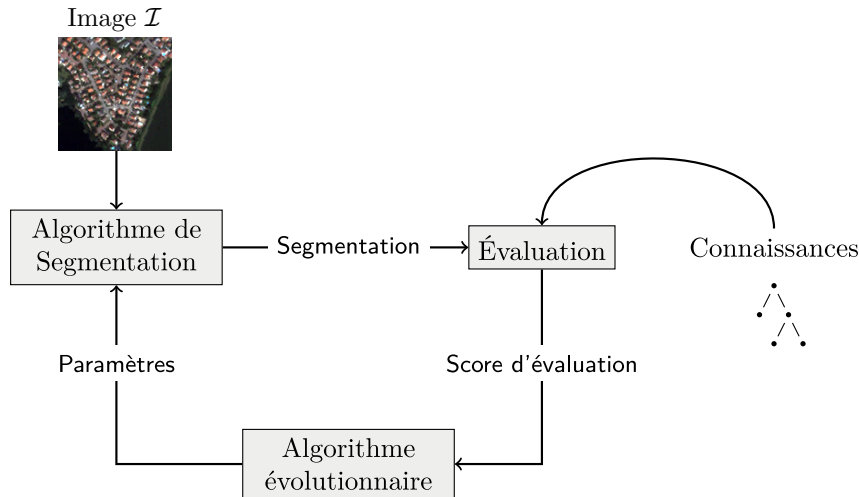 Image I
Algorithme de
Segmentation
Segmentation
Évaluation
Connaissances
Paramètres
Score d'évaluation
Algorithme
évolutionnaire